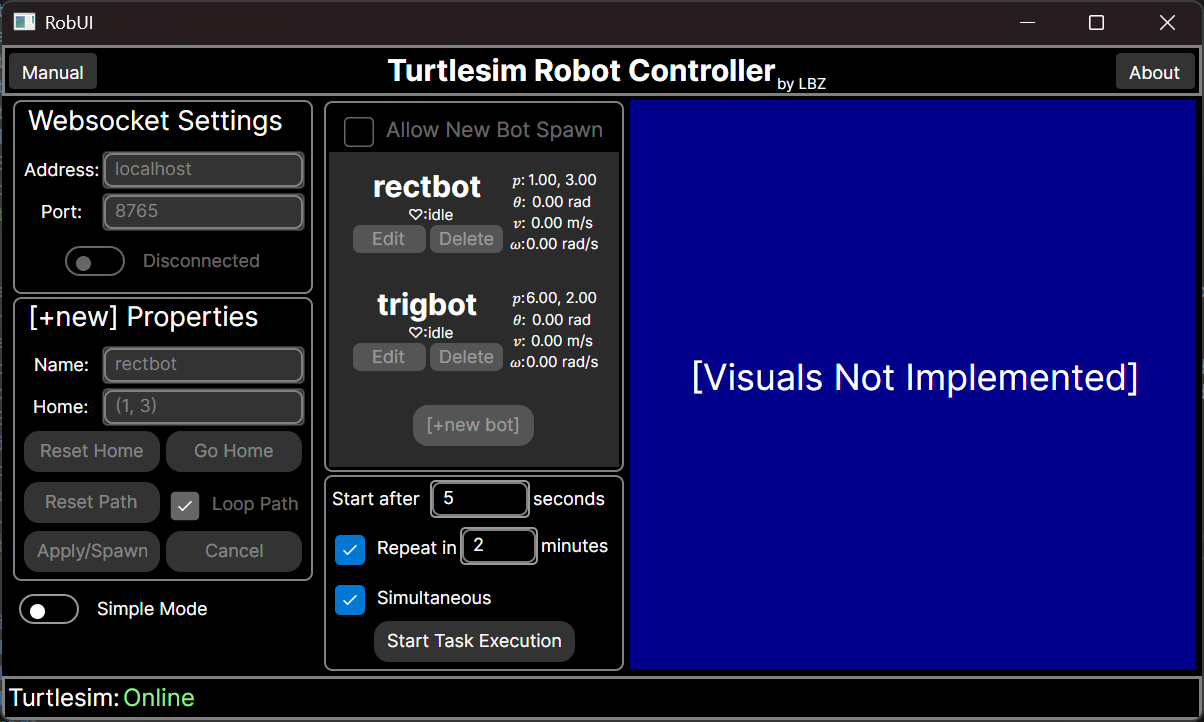 RobUI
Manual
Turtlesim Robot Controller by LBZ
About
Websocket Settings
Address: localhost
Port: 8765
Disconnected
[+new] Properties
Name: rectbot
Home: (1, 3)
Reset Home Go Home
Reset Path Loop Path
Apply/Spawn Cancel
Simple Mode
Allow New Bot Spawn
rectbot
♡:idle
Edit Delete
p: 1.00, 3.00
θ: 0.00 rad
v: 0.00 m/s
ω:0.00 rad/s
trigbot
♡:idle
Edit Delete
p:6.00, 2.00
θ: 0.00 rad
v: 0.00 m/s
ω:0.00 rad/s
[+new bot]
Start after 5 seconds
Repeat in 2 minutes
Simultaneous
Start Task Execution
[Visuals Not Implemented]
Turtlesim: Online